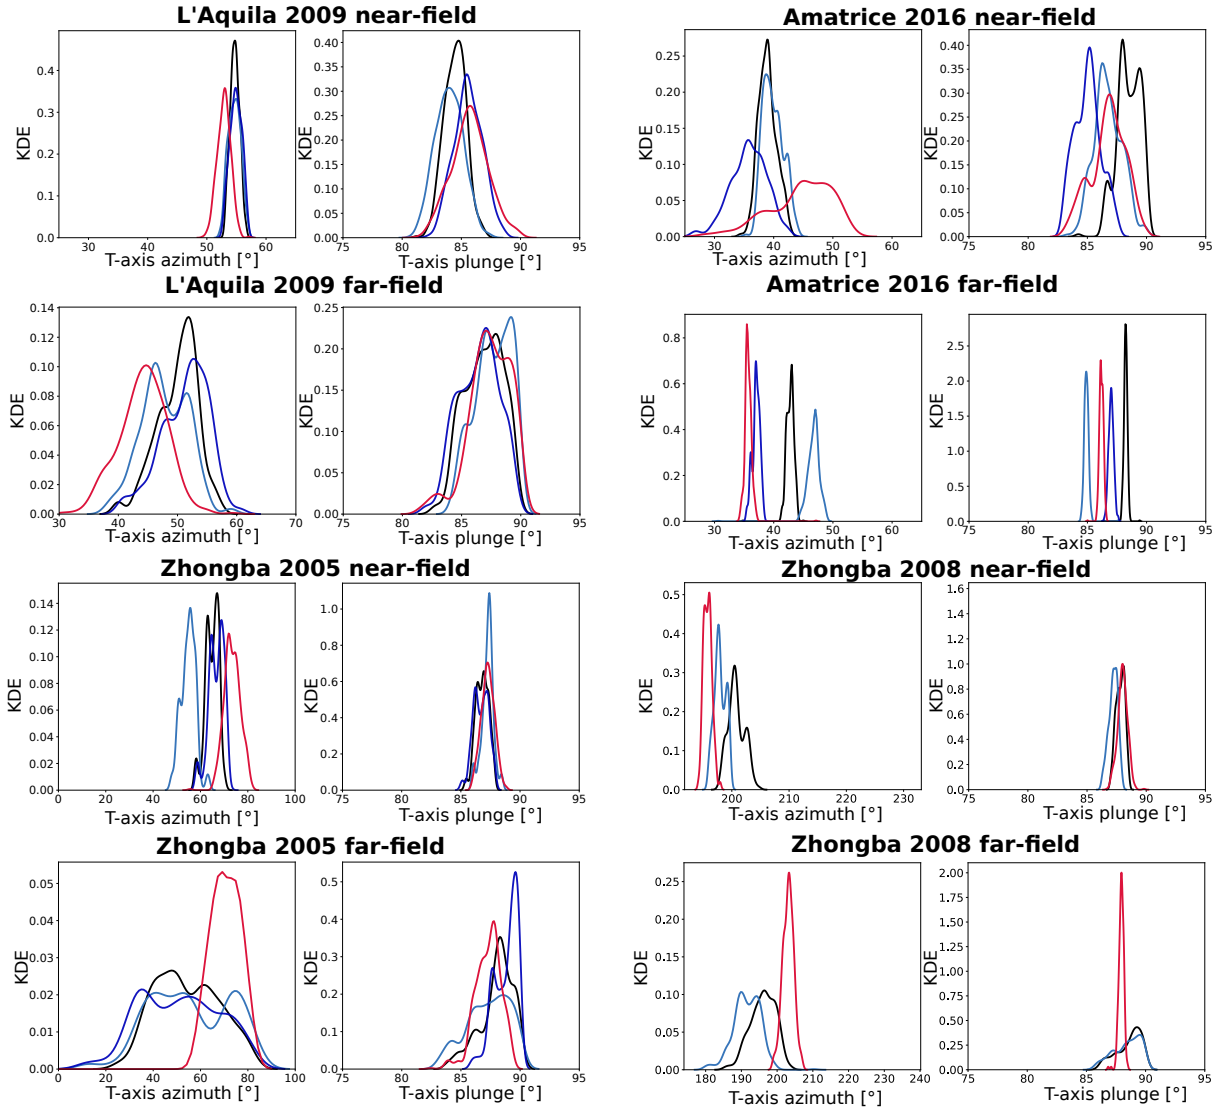 L'Aquila 2009 near-field
KDE
0.0 0.1 0.2 0.3 0.4
30 40 50 60
T-axis azimuth [°]
KDE
0.00 0.05 0.10 0.15 0.20 0.25 0.30 0.35 0.40
75 80 85 90 95
T-axis plunge [°]
Amatrice 2016 near-field
KDE
0.00 0.05 0.10 0.15 0.20 0.25
30 40 50 60
T-axis azimuth [°]
KDE
0.00 0.05 0.10 0.15 0.20 0.25 0.30 0.35 0.40
75 80 85 90 95
T-axis plunge [°]
L'Aquila 2009 far-field
KDE
0.00 0.02 0.04 0.06 0.08 0.10 0.12 0.14
30 40 50 60 70
T-axis azimuth [°]
KDE
0.00 0.05 0.10 0.15 0.20 0.25
75 80 85 90 95
T-axis plunge [°]
Amatrice 2016 far-field
KDE
0.0 0.2 0.4 0.6 0.8
30 40 50 60
T-axis azimuth [°]
KDE
0.0 0.5 1.0 1.5 2.0 2.5
75 80 85 90 95
T-axis plunge [°]
Zhongba 2005 near-field
KDE
0.00 0.02 0.04 0.06 0.08 0.10 0.12 0.14
0 20 40 60 80 100
T-axis azimuth [°]
KDE
0.0 0.2 0.4 0.6 0.8 1.0
75 80 85 90 95
T-axis plunge [°]
Zhongba 2008 near-field
KDE
0.0 0.1 0.2 0.3 0.4 0.5
200 210 220 230
T-axis azimuth [°]
KDE
0.0 0.2 0.4 0.6 0.8 1.0 1.2 1.4 1.6
75 80 85 90 95
T-axis plunge [°]
Zhongba 2005 far-field
KDE
0.00 0.01 0.02 0.03 0.04 0.05
0 20 40 60 80 100
T-axis azimuth [°]
KDE
0.0 0.1 0.2 0.3 0.4 0.5
75 80 85 90 95
T-axis plunge [°]
Zhongba 2008 far-field
KDE
0.00 0.05 0.10 0.15 0.20 0.25
180 190 200 210 220 230 240
T-axis azimuth [°]
KDE
0.00 0.25 0.50 0.75 1.00 1.25 1.50 1.75 2.00
75 80 85 90 95
T-axis plunge [°]